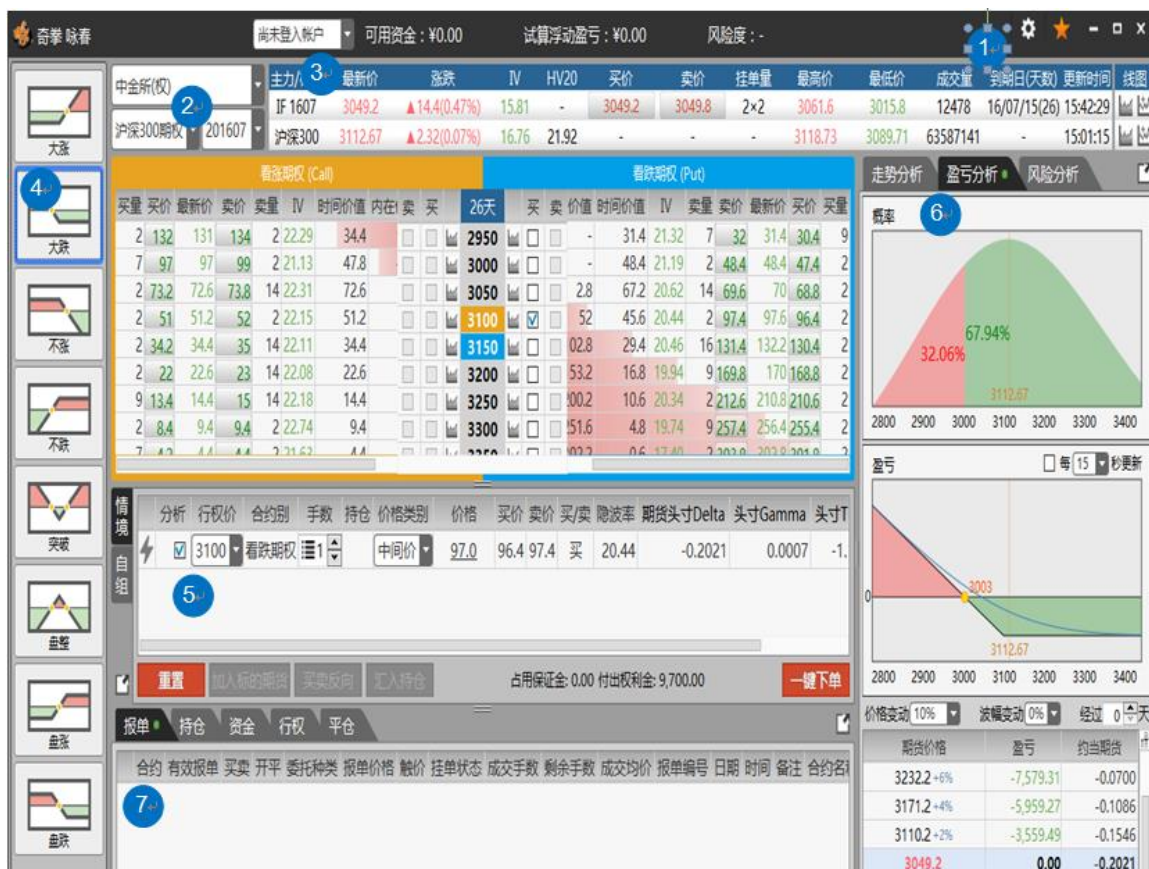 奇拳 咏春 尚未登入帐户 可用资金：¥0.00 试算浮动盈亏：¥0.00 风险度：- 1
中金所(权) 2 沪深300期权 201607
主力/ 3 最新价 涨跌 IV HV20 买价 卖价 挂单量 最高价 最低价 成交量 到期日(天数) 更新时间 线图
IF 1607 3049.2 ▲14.4(0.47%) 15.81 - 3049.2 3049.8 2×2 3061.6 3015.8 12478 16/07/15(26) 15:42:29
沪深300 3112.67 ▲2.32(0.07%) 16.76 21.92 - - - 3118.73 3089.71 63587141 - 15:01:15
大涨
4
大跌
不涨
不跌
突破
盘整
盘涨
盘跌
看涨期权 (Call) 看跌期权 (Put)
买量 买价 最新价 卖价 卖量 IV 时间价值 内在 卖 买 26天 买 卖 价值 时间价值 IV 卖量 卖价 最新价 买价 买量
2 132 131 134 2 22.29 34.4 2950 - 31.4 21.32 7 32 31.4 30.4 9
7 97 97 99 2 21.13 47.8 3000 - 48.4 21.19 2 48.4 48.4 47.4 2
2 73.2 72.6 73.8 14 22.31 72.6 3050 2.8 67.2 20.62 14 69.6 70 68.8 2
2 51 51.2 52 2 22.15 51.2 3100 52 45.6 20.44 2 97.4 97.6 96.4 2
2 34.2 34.4 35 14 22.11 34.4 3150 02.8 29.4 20.46 16 131.4 132.2 130.4 2
2 22 22.6 23 14 22.08 22.6 3200 53.2 16.8 19.94 9 169.8 170 168.8 2
9 13.4 14.4 15 14 22.18 14.4 3250 00.2 10.6 20.34 2 212.6 210.8 210.6 2
2 8.4 9.4 9.4 2 22.74 9.4 3300 51.6 4.8 19.74 9 257.4 256.4 255.4 2
情境
自组
分析 行权价 合约别 手数 持仓 价格类别 价格 买价 卖价 买/卖 隐波率 期货头寸Delta 头寸Gamma 头寸T
3100 看跌期权 1 中间价 97.0 96.4 97.4 买 20.44 -0.2021 0.0007 -1.
5
重置 加入标的期货 买卖反向 汇入持仓 占用保证金: 0.00 付出权利金: 9,700.00 一键下单
报单 持仓 资金 行权 平仓
合约 有效报单 买卖 开平 委托种类 报单价格 触价 挂单状态 成交手数 剩余手数 成交均价 报单编号 日期 时间 备注 合约名称
7
走势分析 盈亏分析 风险分析
概率 6
67.94%
32.06%
3112.67
2800 2900 3000 3100 3200 3300 3400
盈亏 每 15 秒更新
0
3003
3112.67
2800 2900 3000 3100 3200 3300 3400
价格变动 10% 波幅变动 0% 经过 0 天
期货价格 盈亏 约当期货
3232.2 +6% -7,579.31 -0.0700
3171.2 +4% -5,959.27 -0.1086
3110.2 +2% -3,559.49 -0.1546
3049.2 0.00 -0.2021